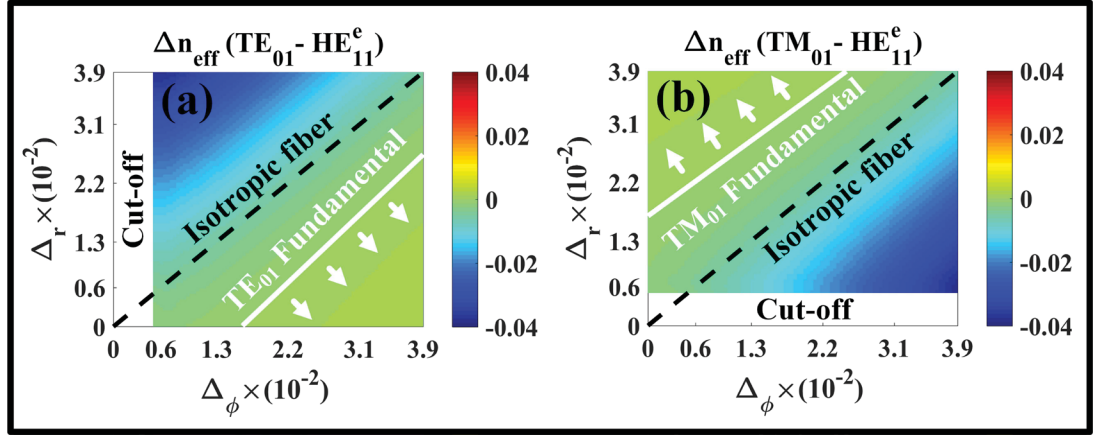 Δn_eff (TE_01 - HE_11^e)
(a)
Cut-off
Isotropic fiber
TE_01 Fundamental
Δ_r ×(10^-2)
3.9
3.1
2.2
1.3
0.6
0
0 0.6 1.3 2.2 3.1 3.9
Δ_ϕ ×(10^-2)
0.04
0.02
0
-0.02
-0.04
Δn_eff (TM_01 - HE_11^e)
(b)
TM_01 Fundamental
Isotropic fiber
Cut-off
Δ_r ×(10^-2)
3.9
3.1
2.2
1.3
0.6
0
0 0.6 1.3 2.2 3.1 3.9
Δ_ϕ ×(10^-2)
0.04
0.02
0
-0.02
-0.04